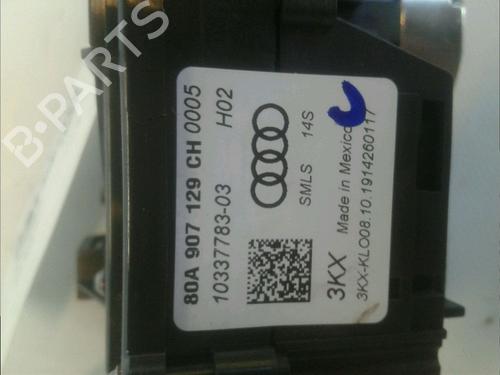 80A 907 129 CH 0005
10337783-03 H02
SMLS 14S
3KX Made in Mexico
3KX-KLO08.10.1914260117
B-PARTS